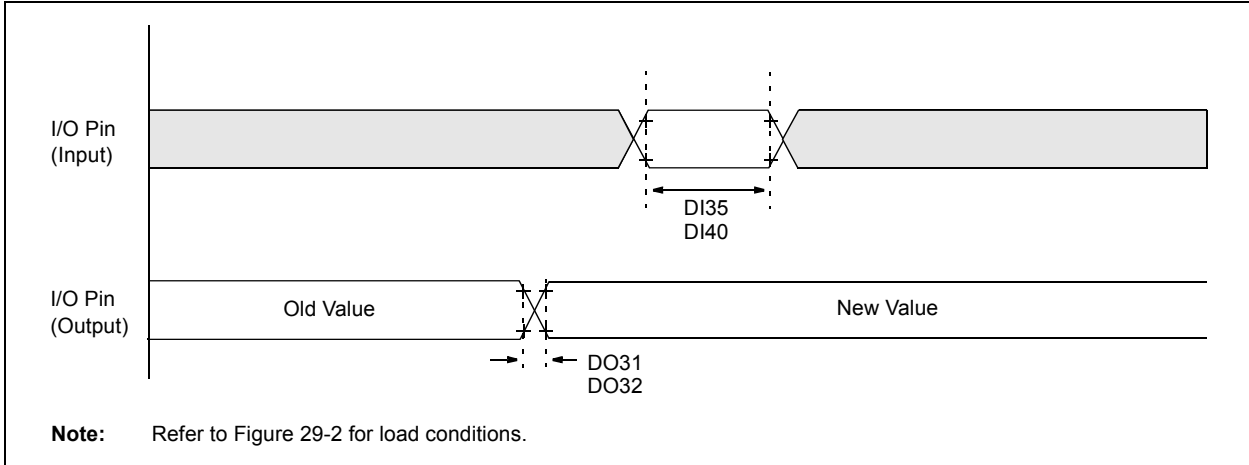 I/O Pin
(Input)
DI35
DI40
I/O Pin
(Output)
Old Value
New Value
DO31
DO32
Note: Refer to Figure 29-2 for load conditions.